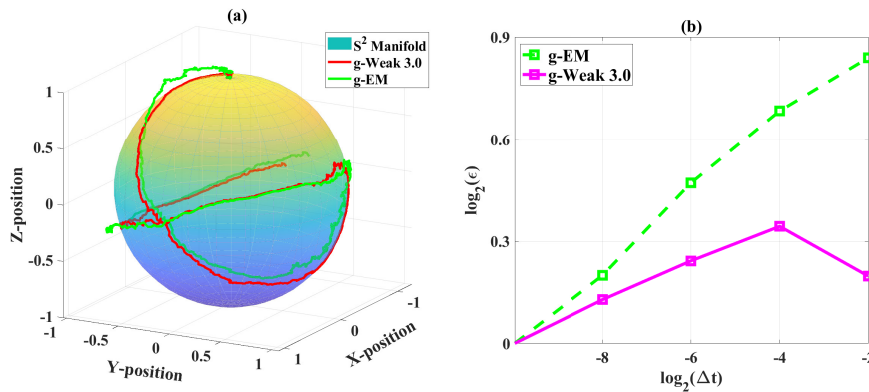 (a)
S² Manifold
g-Weak 3.0
g-EM
1
0.5
0
-0.5
-1
Z-position
-1
-0.5
0
0.5
1
Y-position
1
0
-1
X-position
(b)
g-EM
g-Weak 3.0
0.9
0.6
0.3
0
log₂(ϵ)
-8
-6
-4
-2
log₂(Δt)